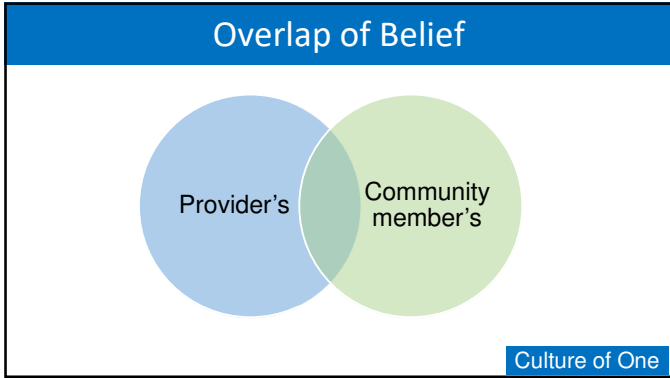 Overlap of Belief
Provider’s
Community
member’s
Culture of One